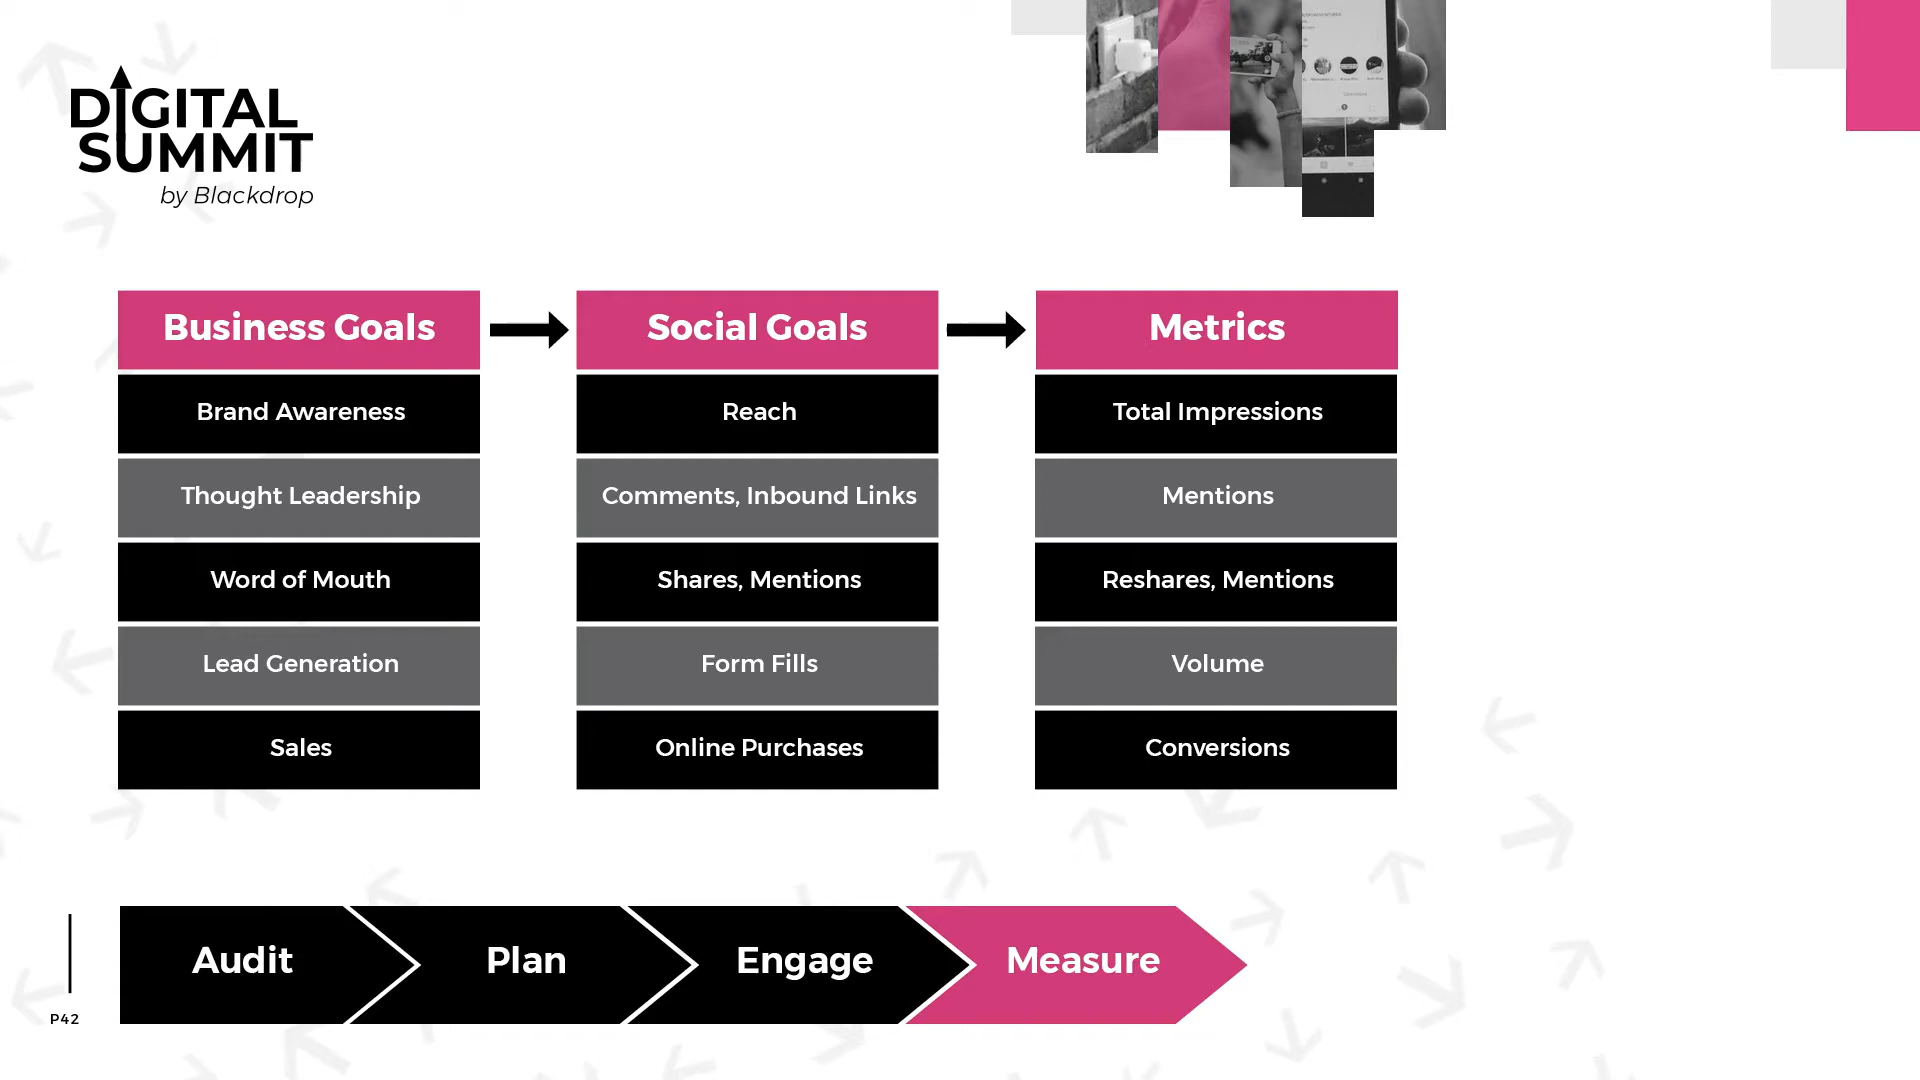 DIGITAL
SUMMIT
by Blackdrop
Business Goals
Social Goals
Metrics
Brand Awareness
Reach
Total Impressions
Thought Leadership
Comments, Inbound Links
Mentions
Word of Mouth
Shares, Mentions
Reshares, Mentions
Lead Generation
Form Fills
Volume
Sales
Online Purchases
Conversions
Audit
Plan
Engage
Measure
P42